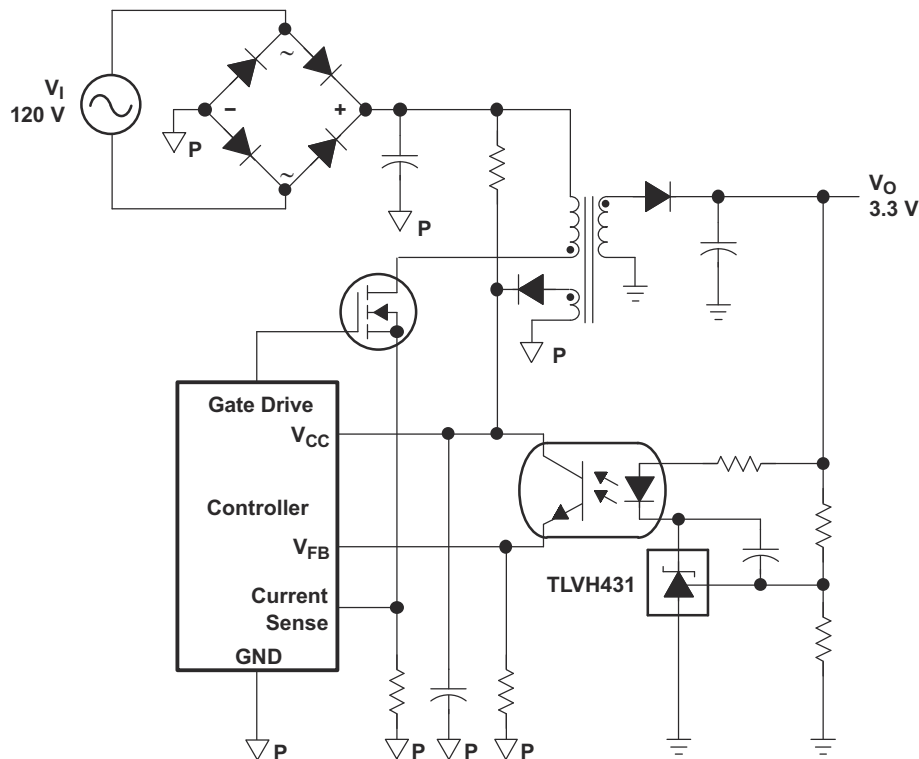 V_I
120 V
~
−
+
~
P
P
V_O
3.3 V
P
Gate Drive
V_CC
Controller
V_FB
TLVH431
Current
Sense
GND
P
P
P
P